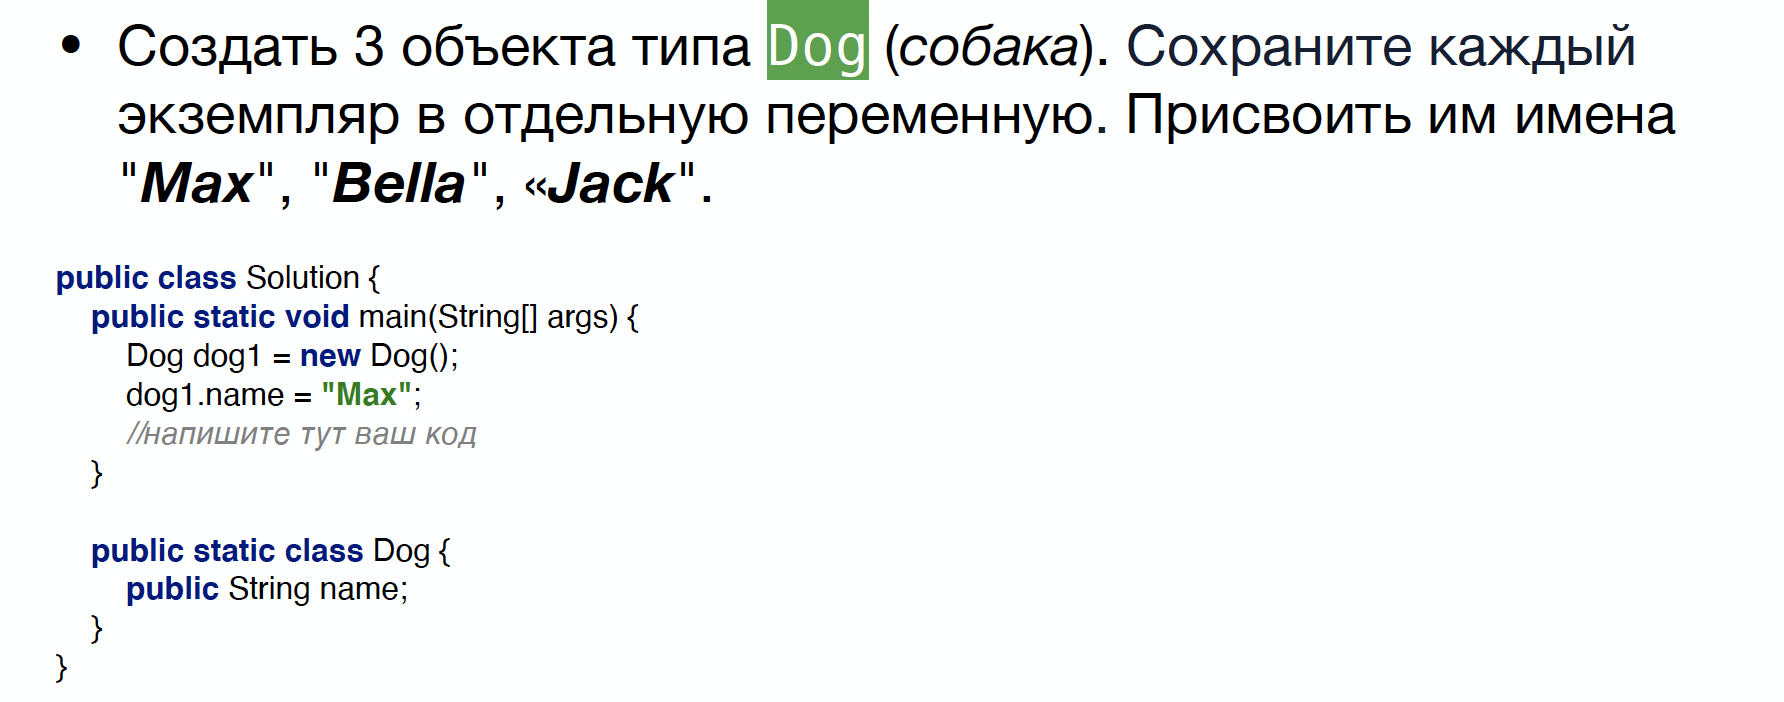 • Создать 3 объекта типа Dog (собака). Сохраните каждый
экземпляр в отдельную переменную. Присвоить им имена
"Max", "Bella", «Jack".
public class Solution {
public static void main(String[] args) {
Dog dog1 = new Dog();
dog1.name = "Max";
//напишите тут ваш код
}
public static class Dog {
public String name;
}
}